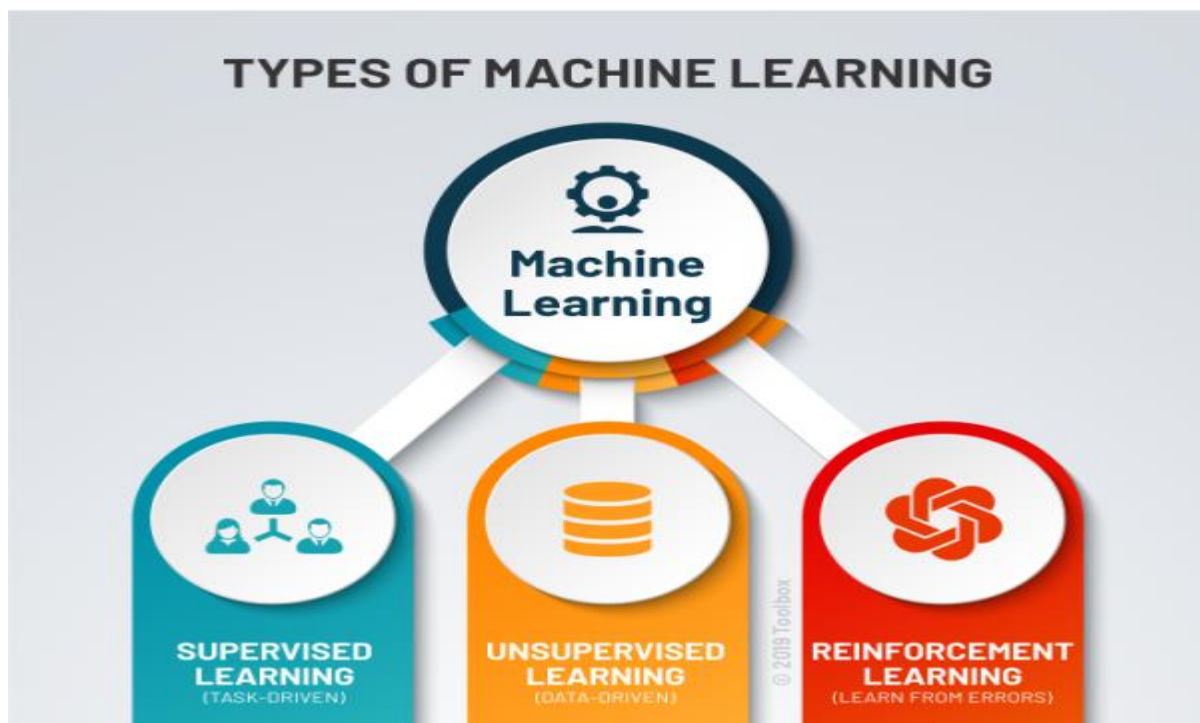 TYPES OF MACHINE LEARNING
Machine
Learning
SUPERVISED
LEARNING
(TASK-DRIVEN)
UNSUPERVISED
LEARNING
(DATA-DRIVEN)
© 2019 Toolbox
REINFORCEMENT
LEARNING
(LEARN FROM ERRORS)